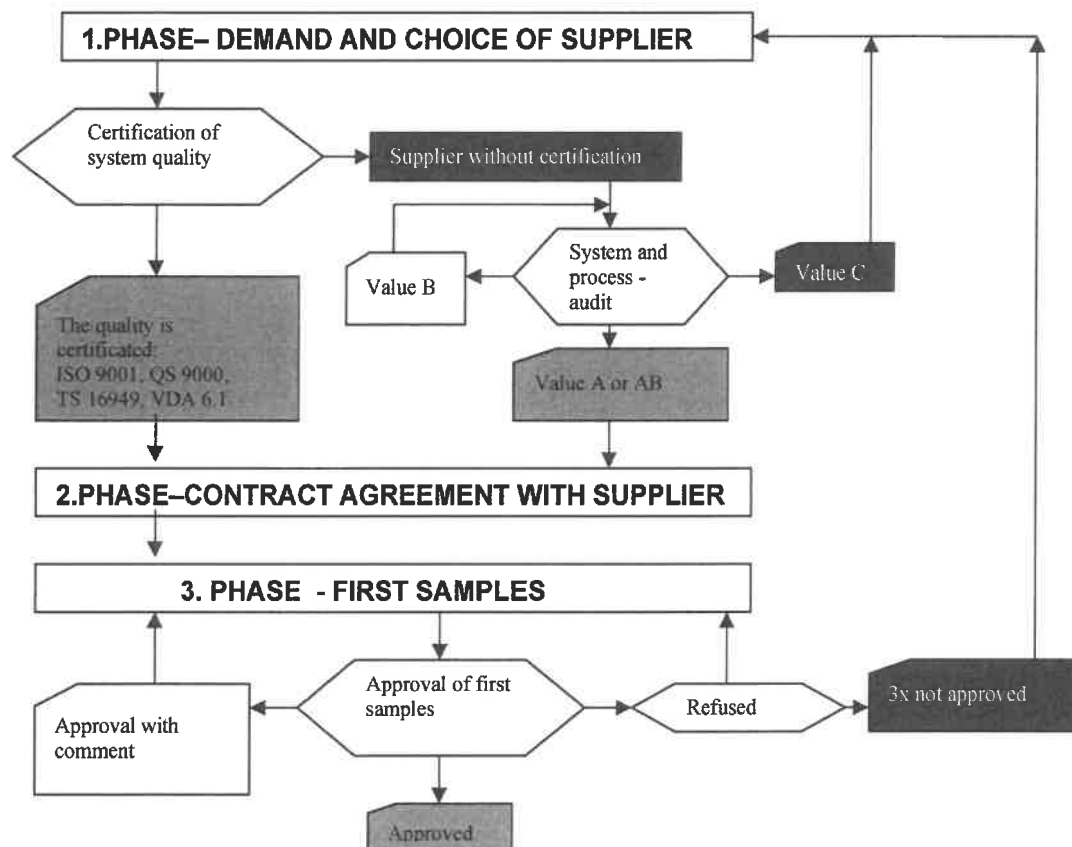 1.PHASE– DEMAND AND CHOICE OF SUPPLIER
Certification of
system quality
Supplier without certification
System and
process -
audit
Value B
Value C
The quality is
certificated:
ISO 9001, QS 9000,
TS 16949, VDA 6.1
Value A or AB
2.PHASE–CONTRACT AGREEMENT WITH SUPPLIER
3. PHASE - FIRST SAMPLES
Approval of first
samples
Refused
3x not approved
Approval with
comment
Approved